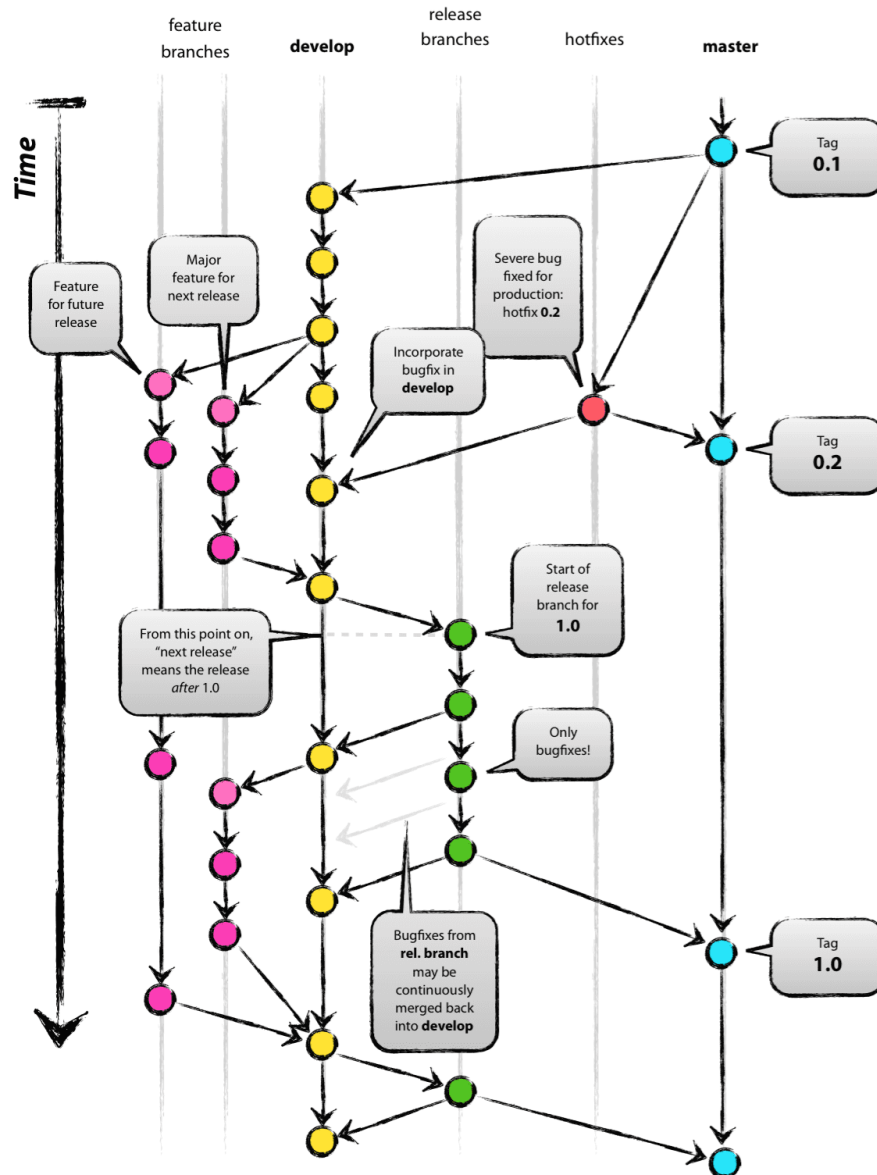 feature
branches
develop
release
branches
hotfixes
master
Time
Tag
0.1
Major
feature for
next release
Feature
for future
release
Severe bug
fixed for
production:
hotfix 0.2
Incorporate
bugfix in
develop
Tag
0.2
Start of
release
branch for
1.0
From this point on,
“next release”
means the release
after 1.0
Only
bugfixes!
Bugfixes from
rel. branch
may be
continuously
merged back
into develop
Tag
1.0